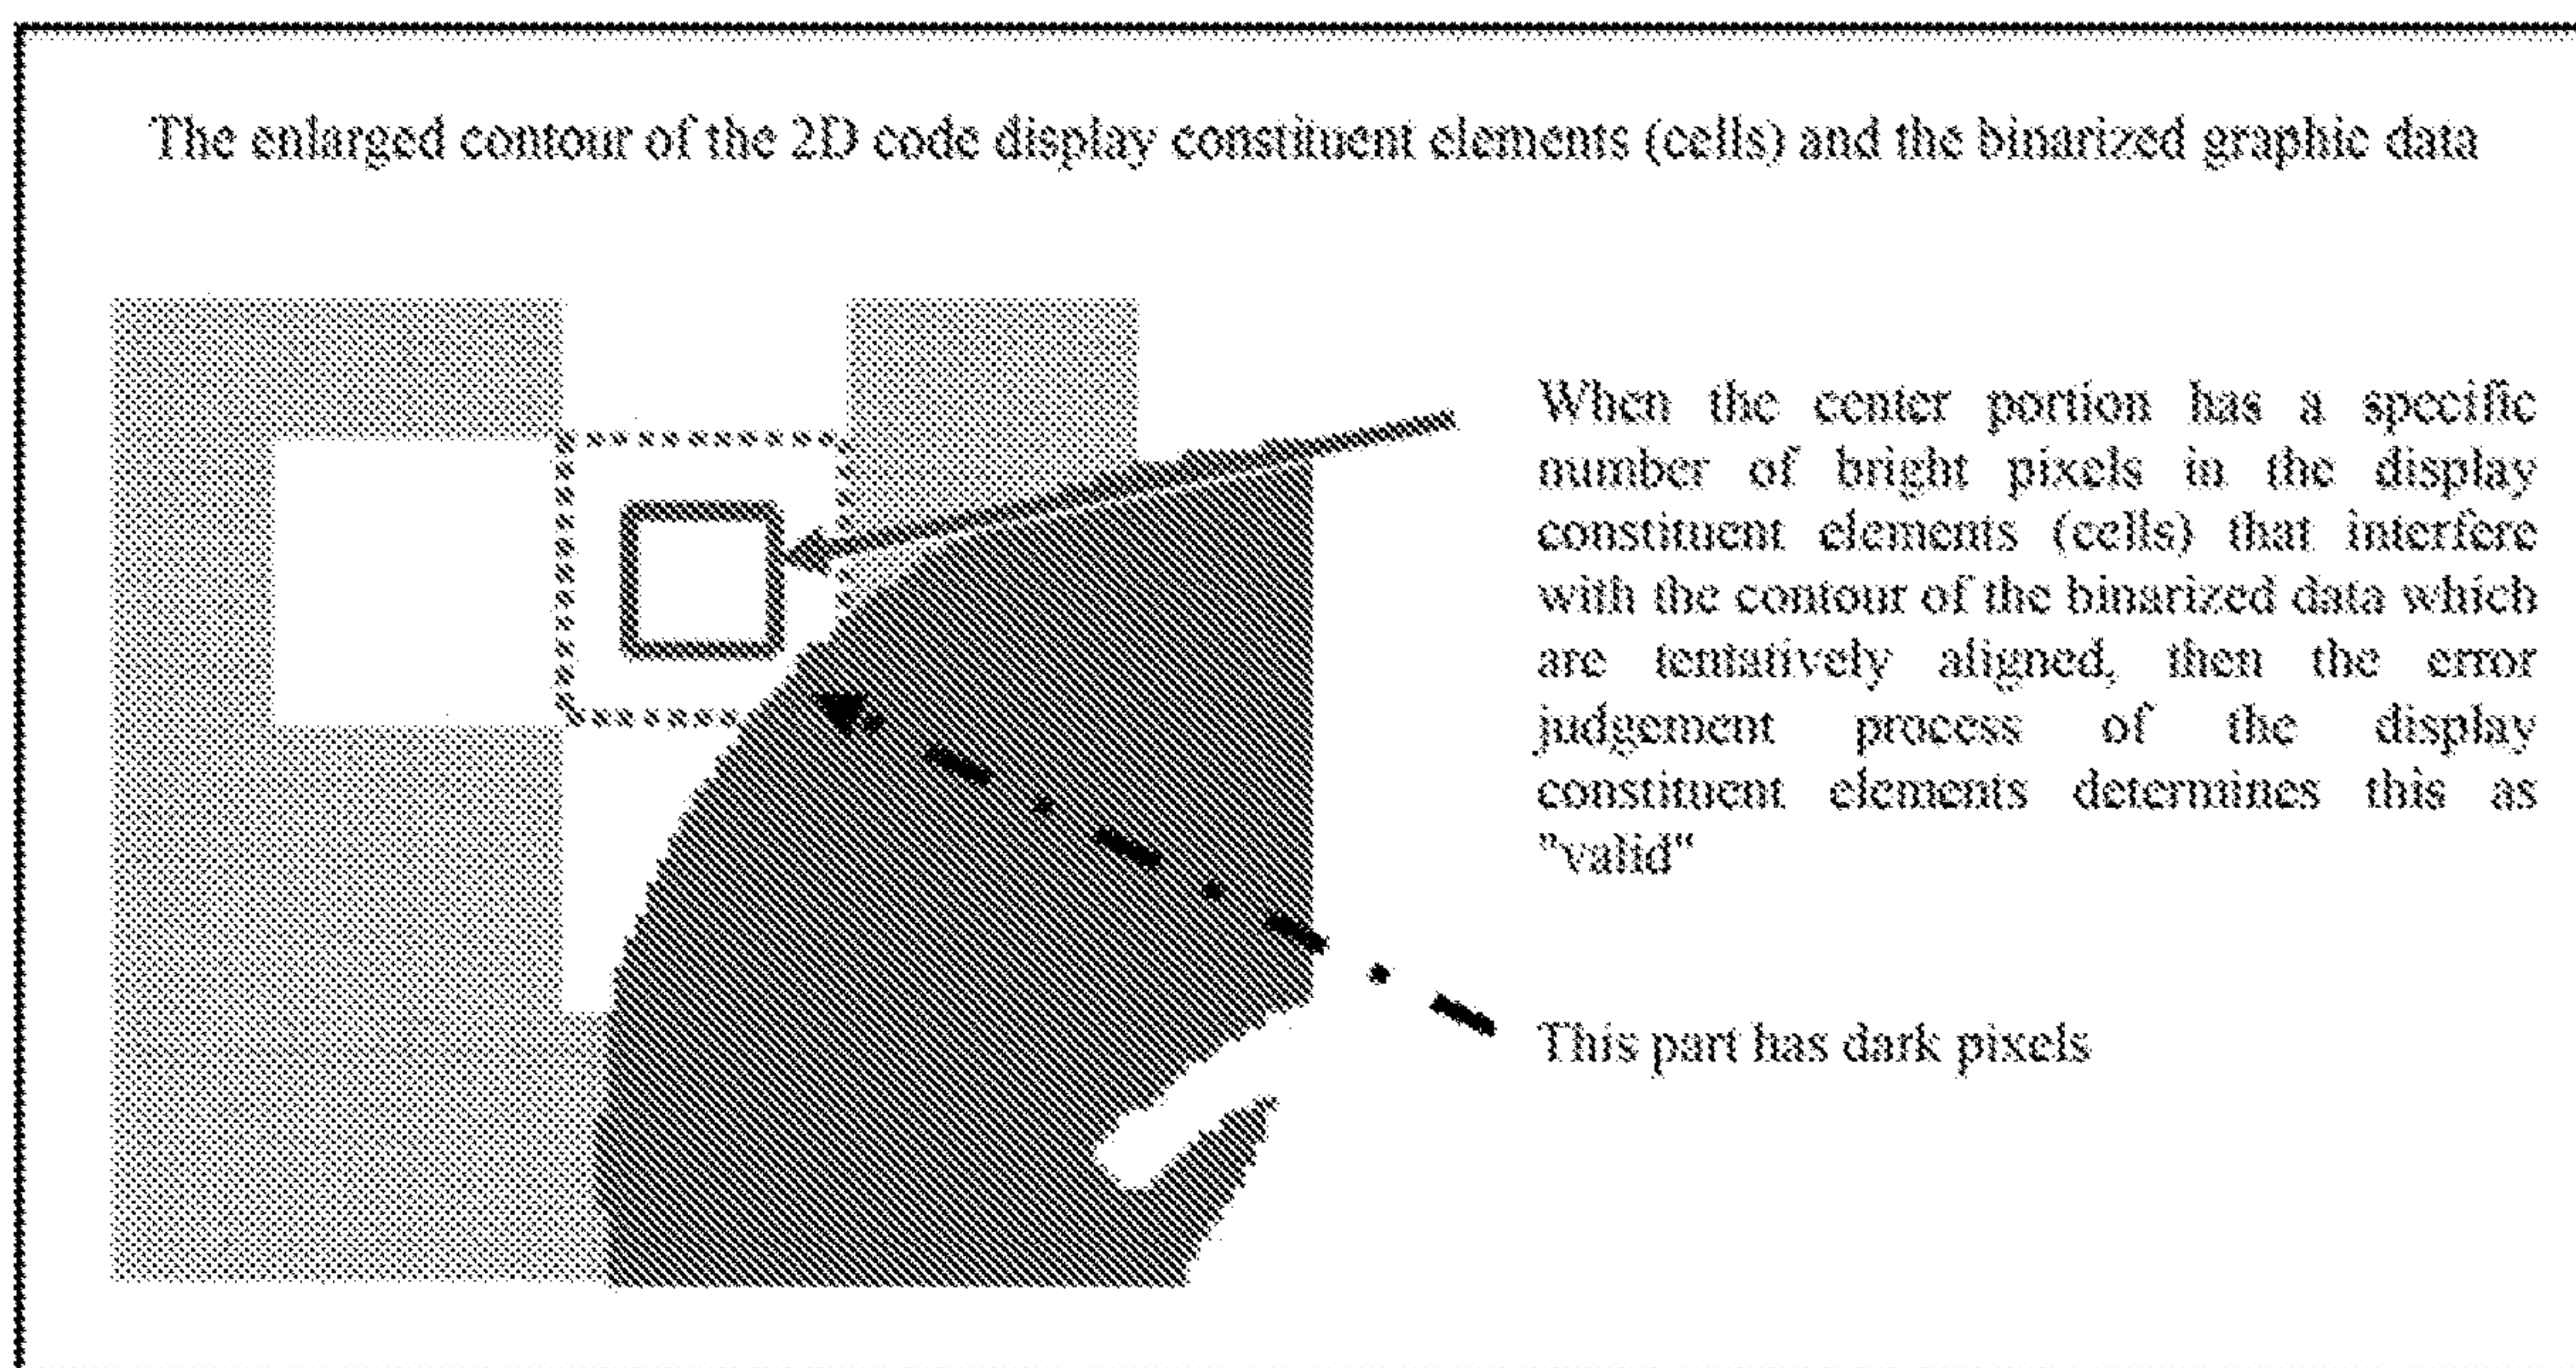 The enlarged contour of the 2D code display constituent elements (cells) and the binarized graphic data
When the center portion has a specific
number of bright pixels in the display
constituent elements (cells) that interfere
with the contour of the binarized data which
are tentatively aligned, then the error
judgement process of the display
constituent elements determines this as
"valid"
This part has dark pixels